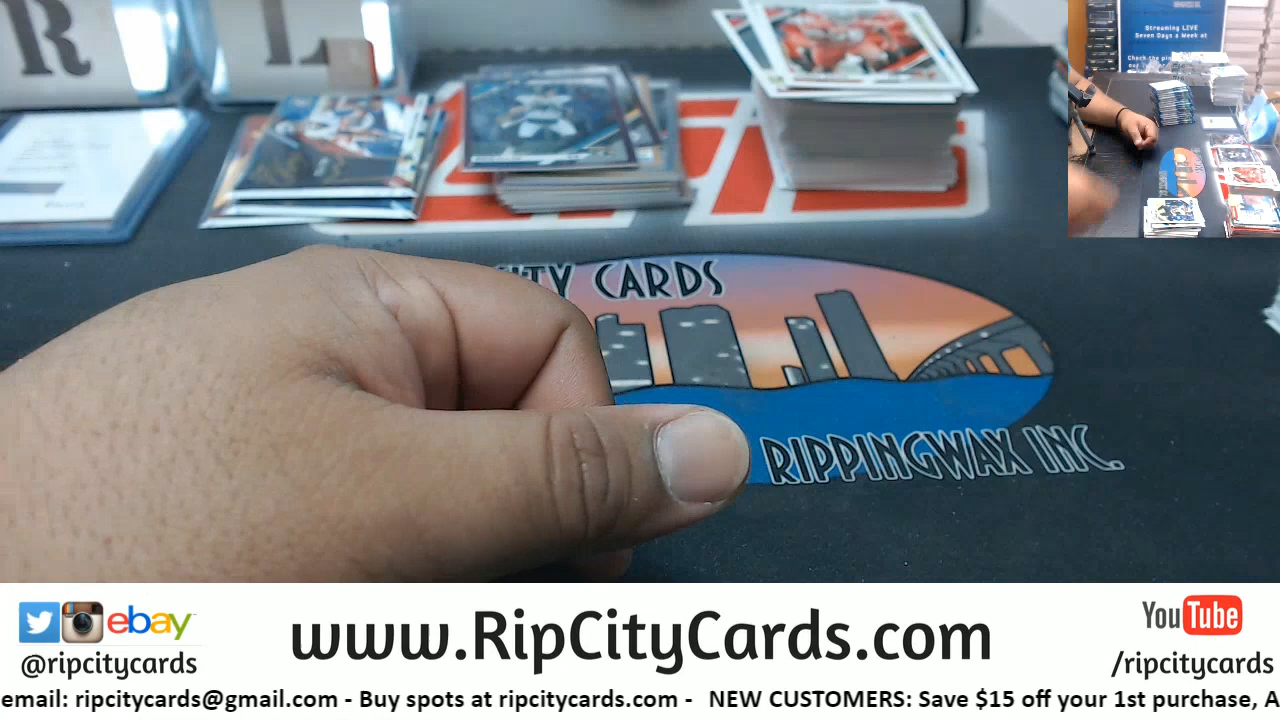 R L
Streaming LIVE
Seven Days a Week at
CITY CARDS
RIPPINGWAX INC.
ebay
@ripcitycards
www.RipCityCards.com
YouTube
/ripcitycards
email: ripcitycards@gmail.com - Buy spots at ripcitycards.com - NEW CUSTOMERS: Save $15 off your 1st purchase, A